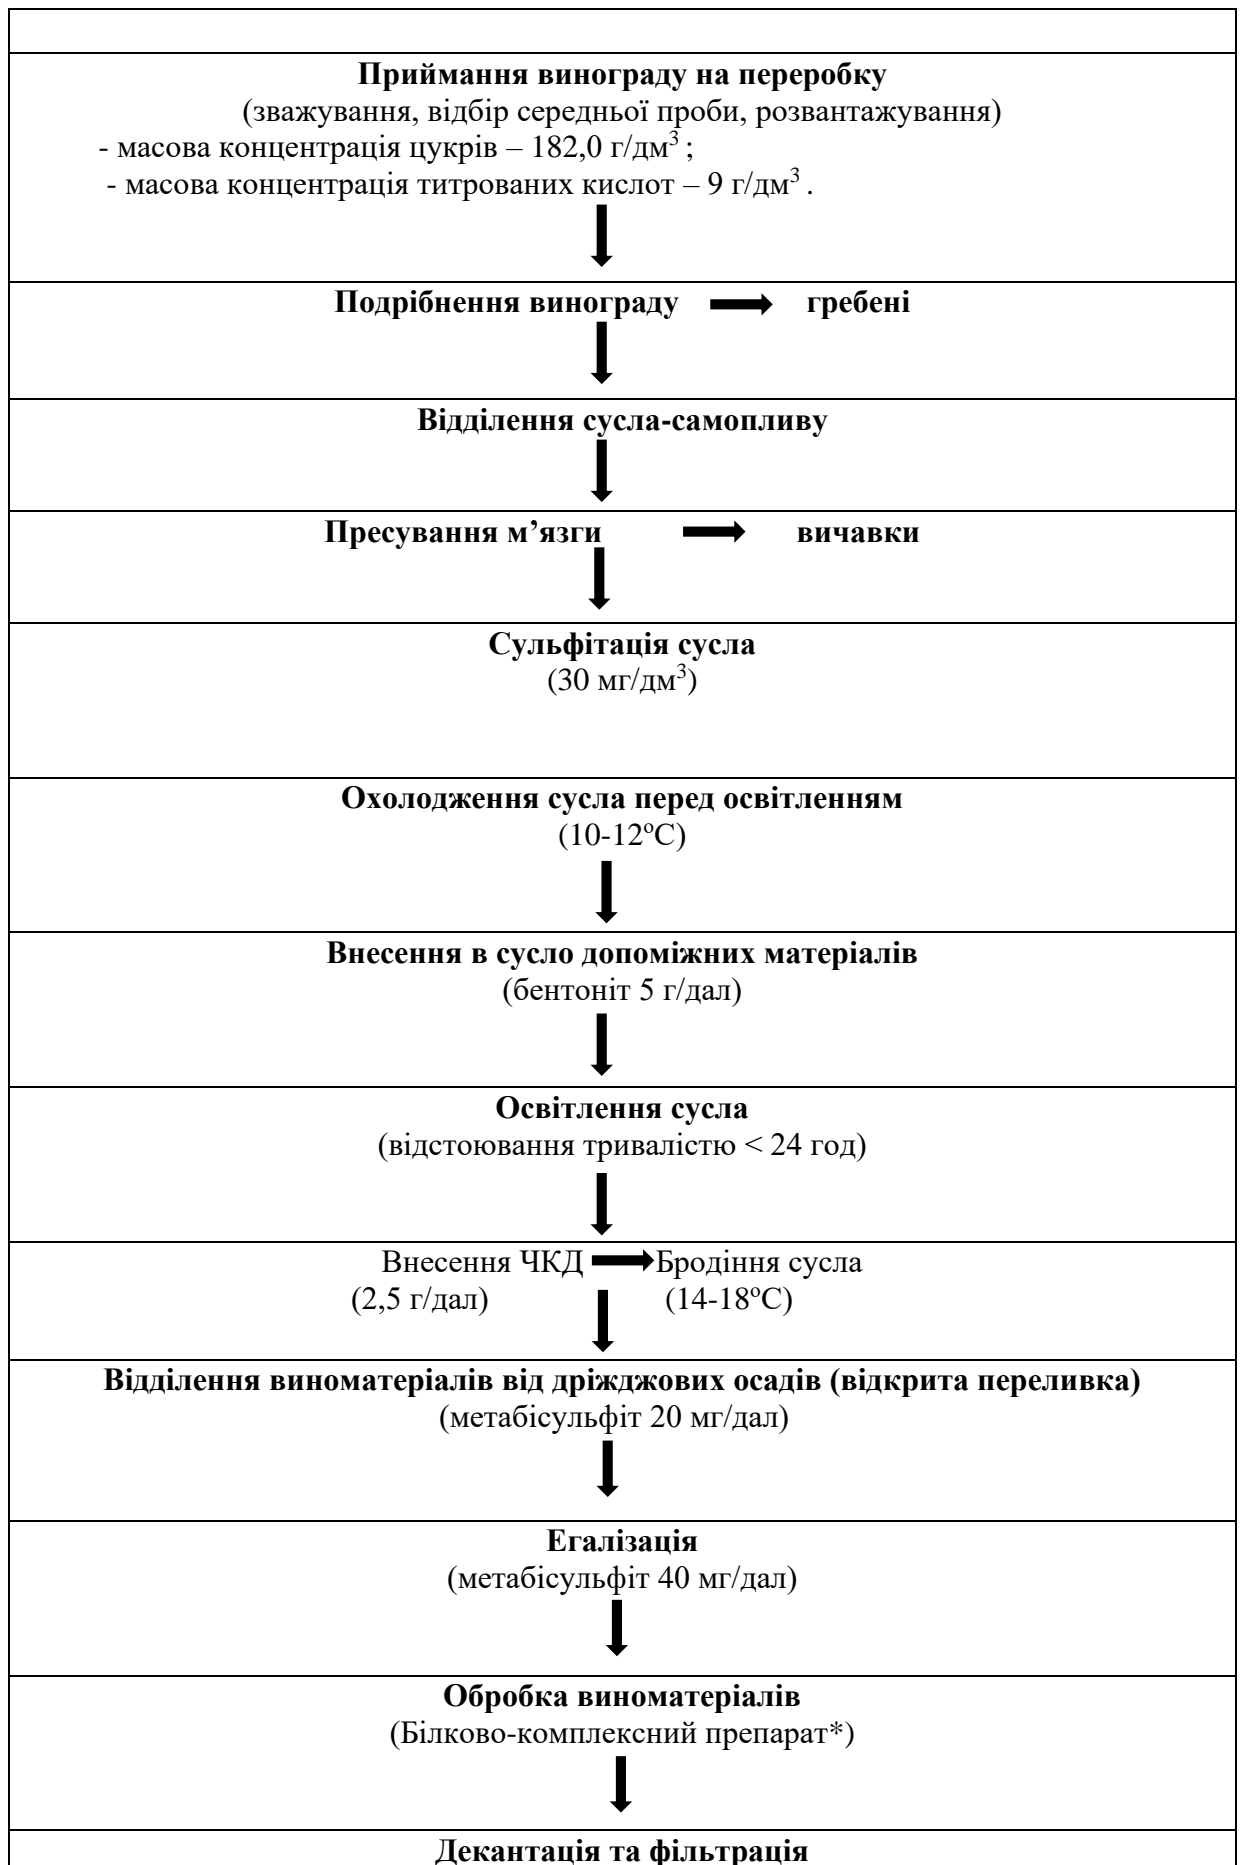 Приймання винограду на переробку
(зважування, відбір середньої проби, розвантажування)
- масова концентрація цукрів – 182,0 г/дм³ ;
- масова концентрація титрованих кислот – 9 г/дм³ .
Подрібнення винограду гребені
Відділення сусла-самопливу
Пресування м’язги вичавки
Сульфітація сусла
(30 мг/дм³)
Охолодження сусла перед освітленням
(10-12ºС)
Внесення в сусло допоміжних матеріалів
(бентоніт 5 г/дал)
Освітлення сусла
(відстоювання тривалістю < 24 год)
Внесення ЧКД Бродіння сусла
(2,5 г/дал) (14-18ºС)
Відділення виноматеріалів від дріжджових осадів (відкрита переливка)
(метабісульфіт 20 мг/дал)
Егалізація
(метабісульфіт 40 мг/дал)
Обробка виноматеріалів
(Білково-комплексний препарат*)
Декантація та фільтрація